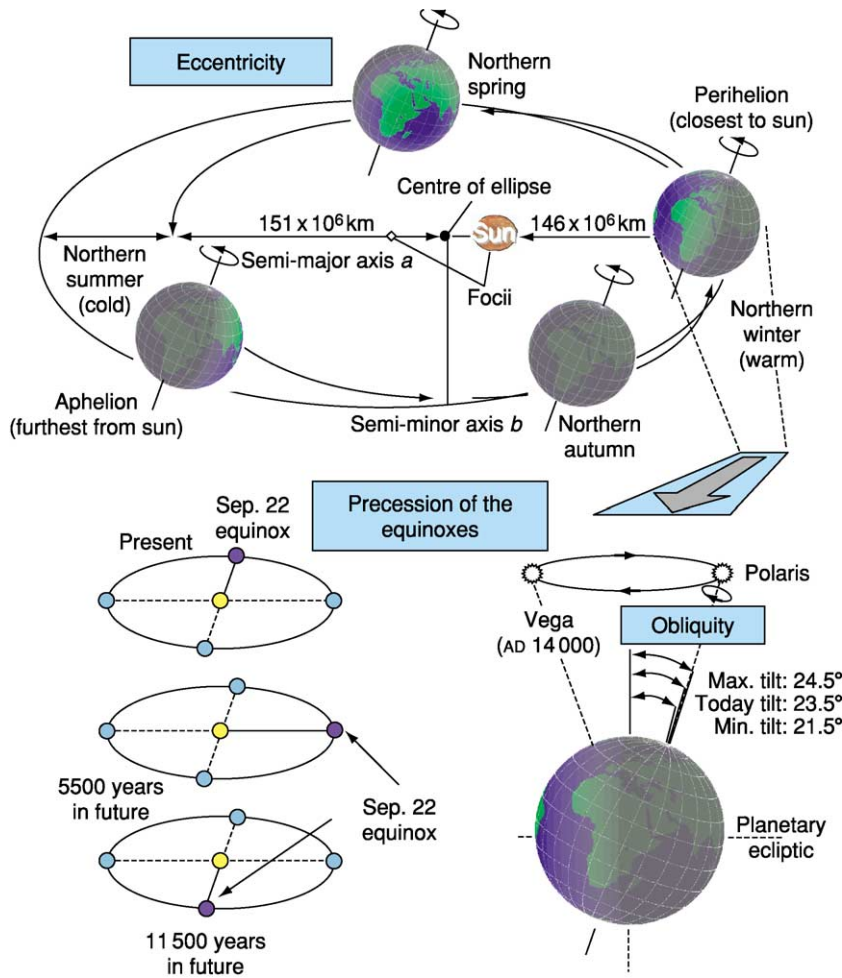 Eccentricity
Northern
spring
Perihelion
(closest to sun)
Centre of ellipse
151 x 10⁶ km
Sun
146 x 10⁶ km
Northern
summer
(cold)
Semi-major axis a
Focii
Northern
winter
(warm)
Aphelion
(furthest from sun)
Semi-minor axis b
Northern
autumn
Precession of the
equinoxes
Sep. 22
equinox
Present
5500 years
in future
Sep. 22
equinox
11 500 years
in future
Polaris
Vega
(AD 14 000)
Obliquity
Max. tilt: 24.5°
Today tilt: 23.5°
Min. tilt: 21.5°
Planetary
ecliptic